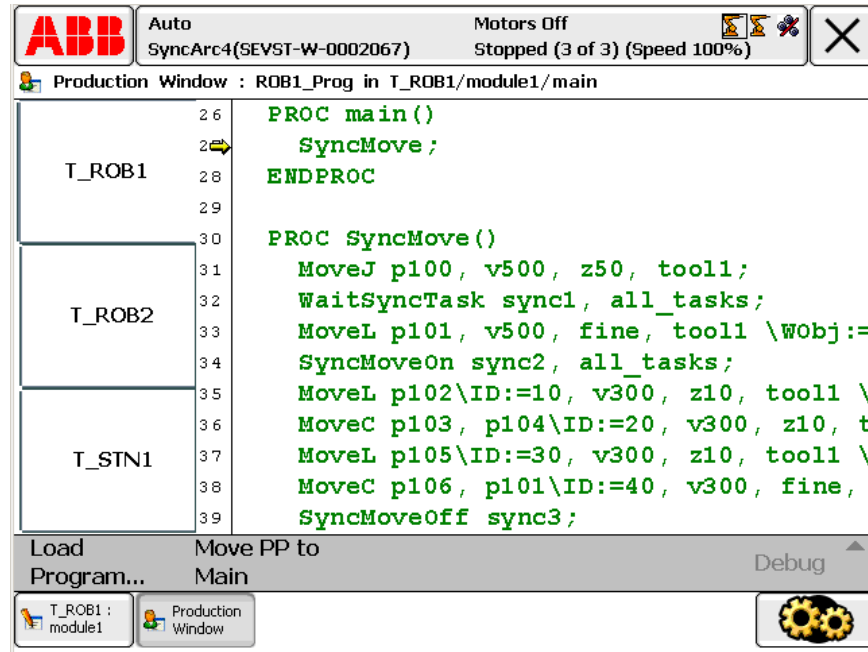 ABB
Auto
Motors Off
SyncArc4(SEVST-W-0002067)
Stopped (3 of 3) (Speed 100%)
Production Window : ROB1_Prog in T_ROB1/module1/main
T_ROB1
T_ROB2
T_STN1
26 PROC main()
2 SyncMove;
28 ENDPROC
29
30 PROC SyncMove()
31 MoveJ p100, v500, z50, tool1;
32 WaitSyncTask sync1, all_tasks;
33 MoveL p101, v500, fine, tool1 \WObj:=
34 SyncMoveOn sync2, all_tasks;
35 MoveL p102\ID:=10, v300, z10, tool1 \
36 MoveC p103, p104\ID:=20, v300, z10, t
37 MoveL p105\ID:=30, v300, z10, tool1 \
38 MoveC p106, p101\ID:=40, v300, fine,
39 SyncMoveOff sync3;
Load
Program...
Move PP to
Main
Debug
T_ROB1 :
module1
Production
Window